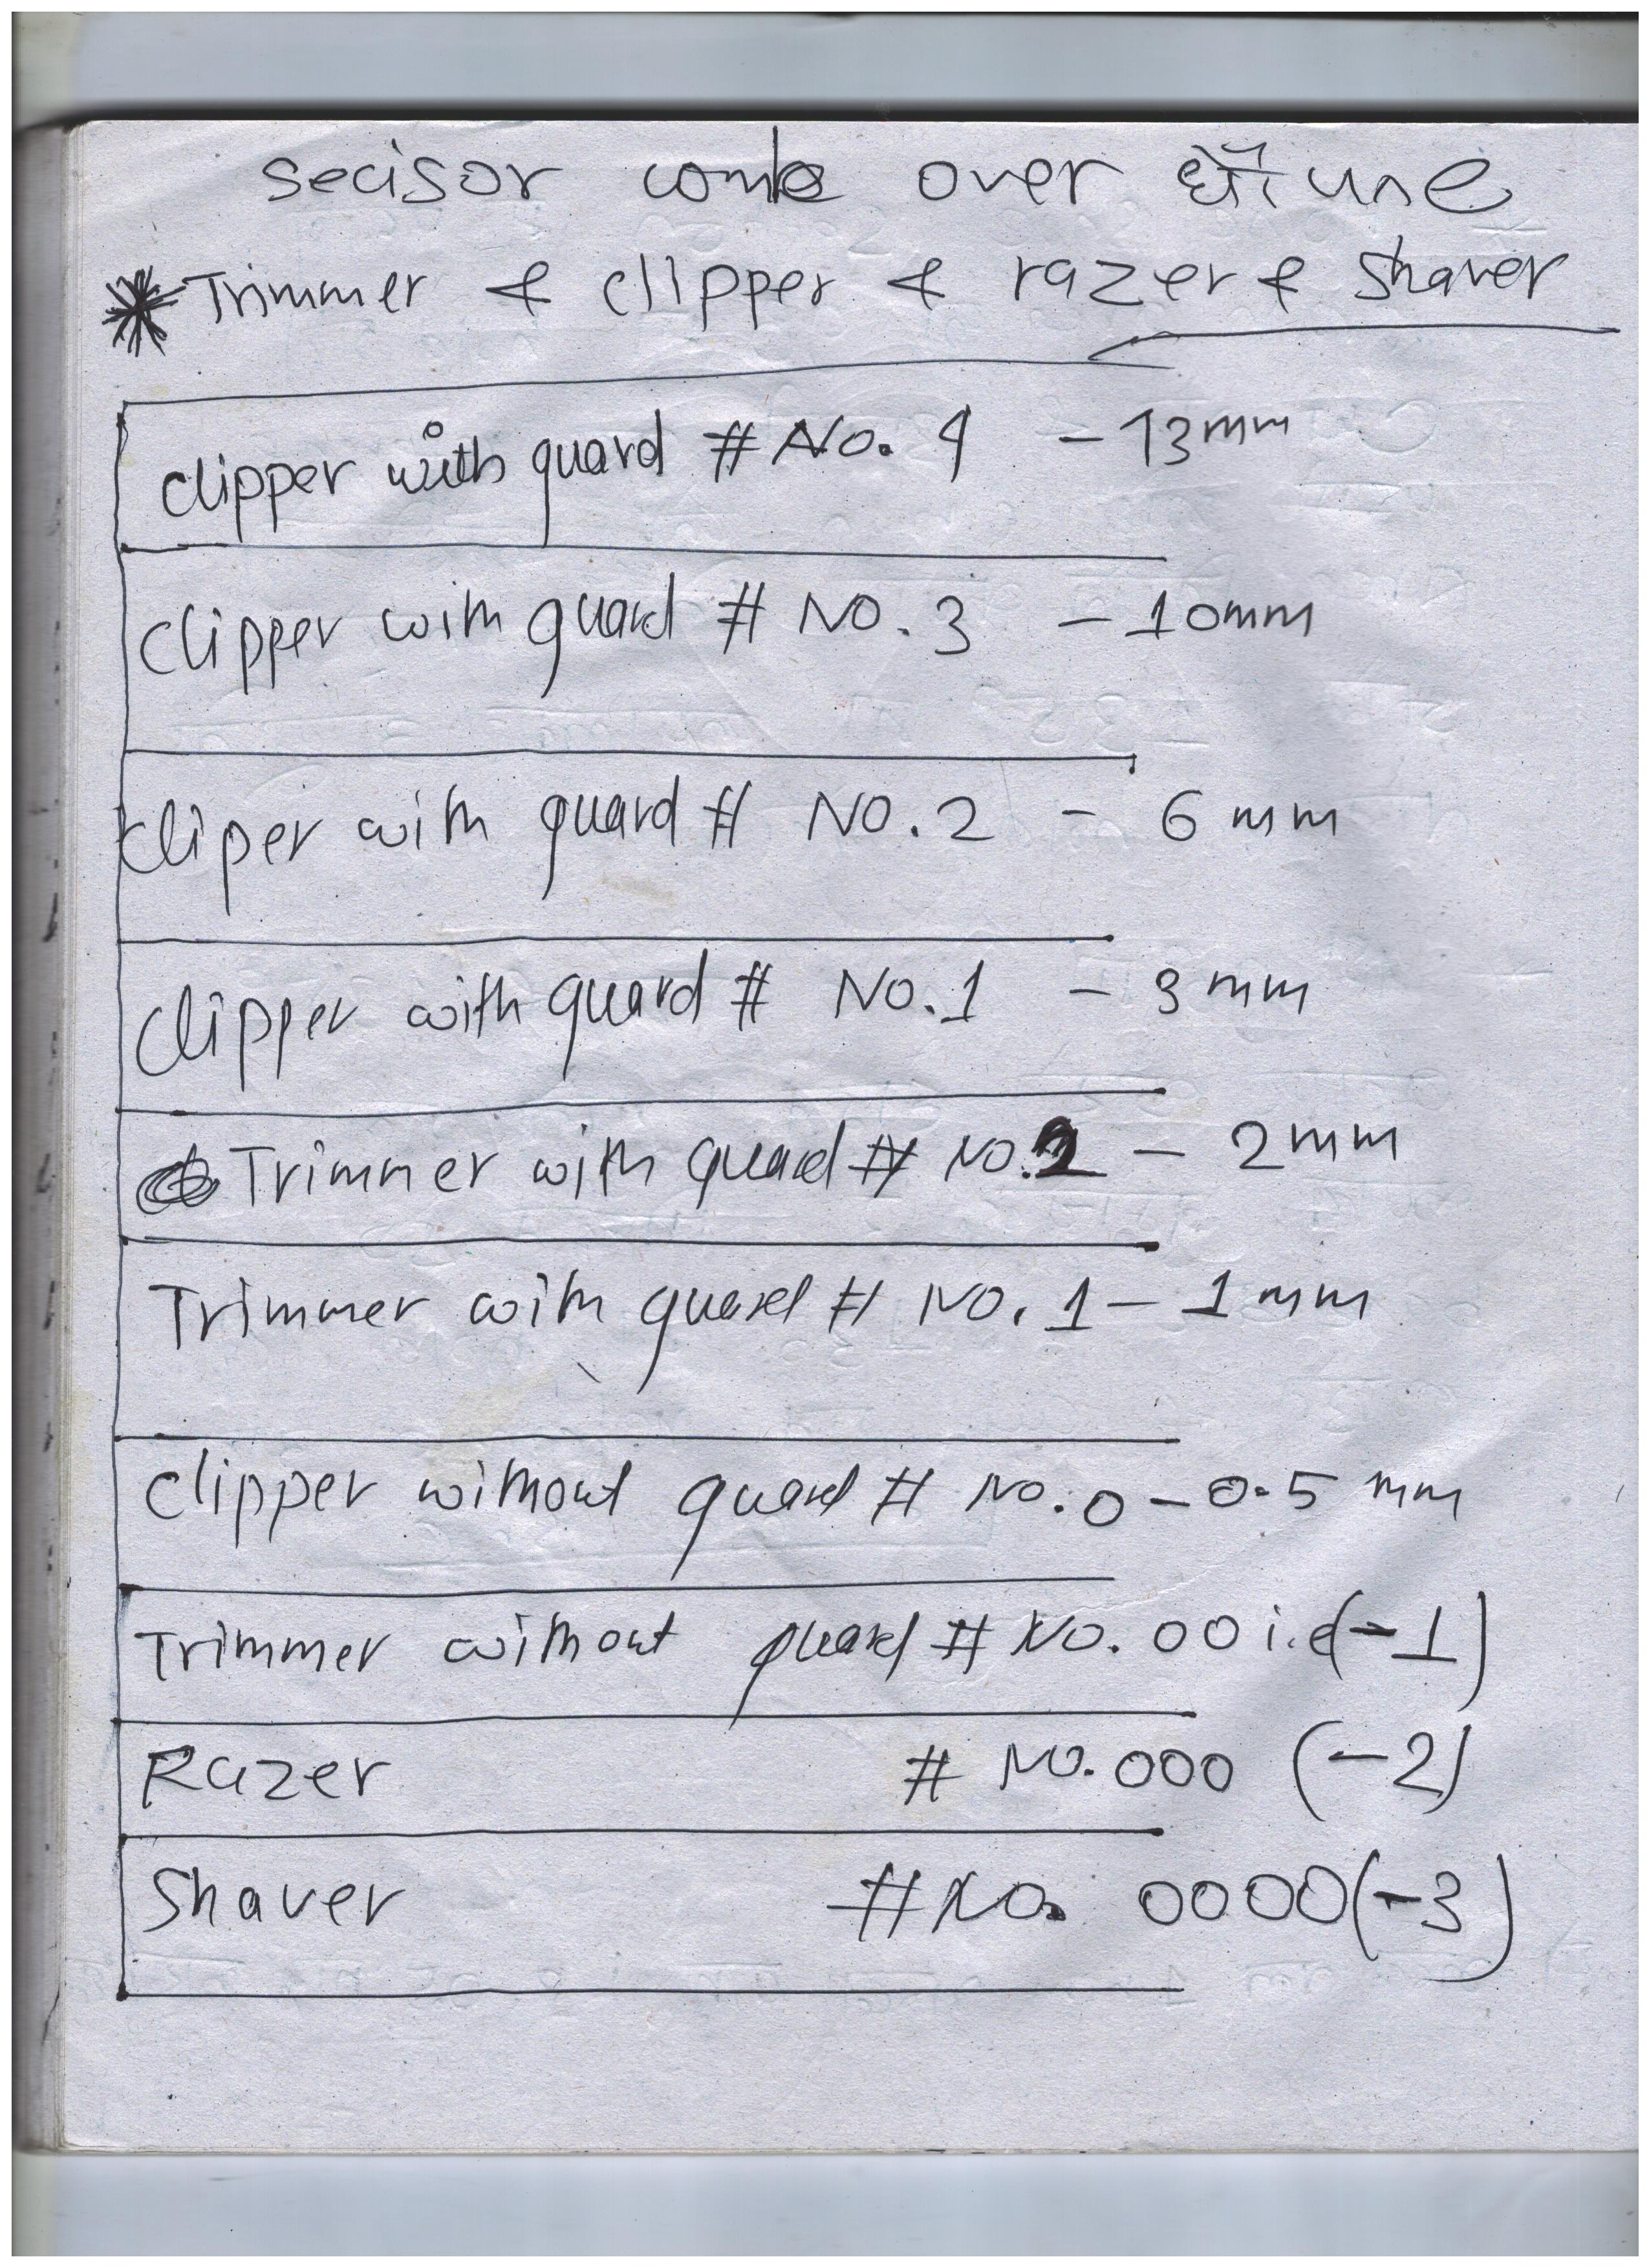 secisor comb over use
* Trimmer & clipper & razer & shaver
clipper with guard # No. 4 - 13mm
clipper with guard # NO. 3 - 10mm
cliper with guard # NO. 2 - 6 mm
clipper with guard # NO. 1 - 3 mm
Trimmer with guard # NO. 2 - 2mm
Trimmer with guard # NO. 1 - 1mm
clipper without guard # NO. 0 - 0.5 mm
Trimmer without guard # NO. 00 i.e (-1)
Razer # NO. 000 (-2)
Shaver # NO. 0000 (-3)